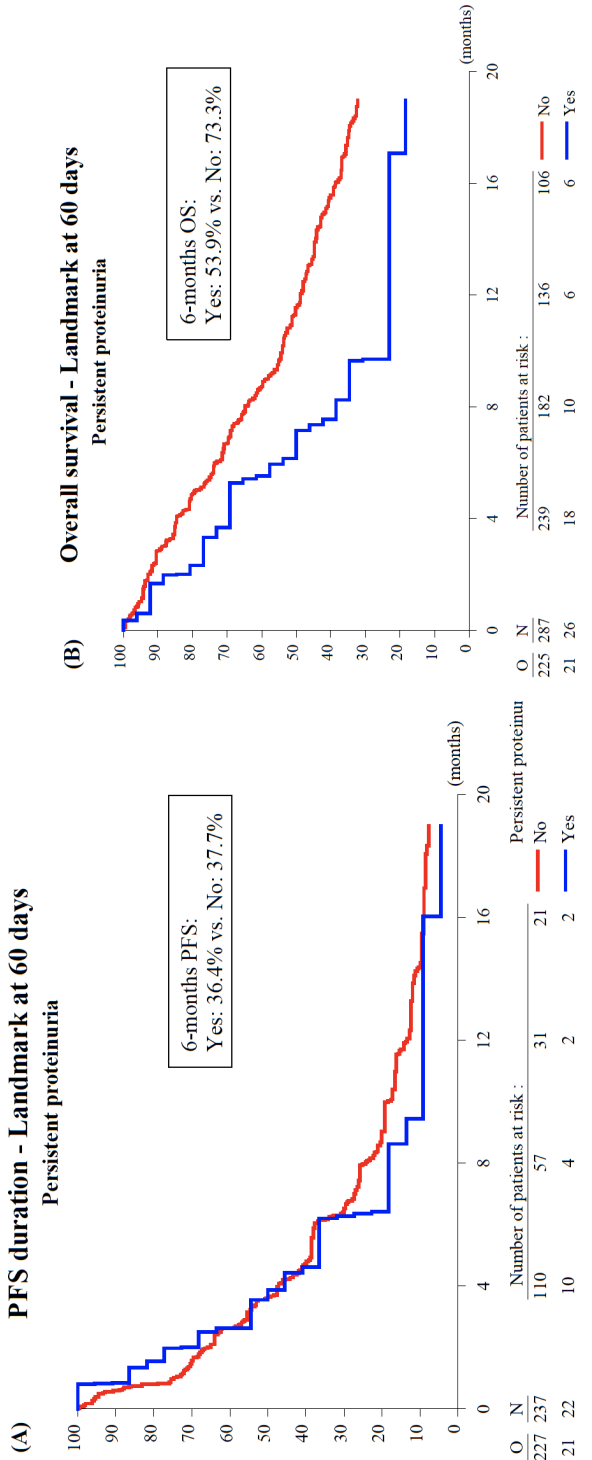 (A) PFS duration - Landmark at 60 days
Persistent proteinuria
100
90
80
70
60
50
40
30
20
10
0
6-months PFS:
Yes: 36.4% vs. No: 37.7%
0 4 8 12 16 20
(months)
O N Number of patients at risk : Persistent proteinur
227 237 110 57 31 21 No
21 22 10 4 2 2 Yes
(B) Overall survival - Landmark at 60 days
Persistent proteinuria
100
90
80
70
60
50
40
30
20
10
0
6-months OS:
Yes: 53.9% vs. No: 73.3%
0 4 8 12 16 20
(months)
O N Number of patients at risk :
225 287 239 182 136 106 No
21 26 18 10 6 6 Yes